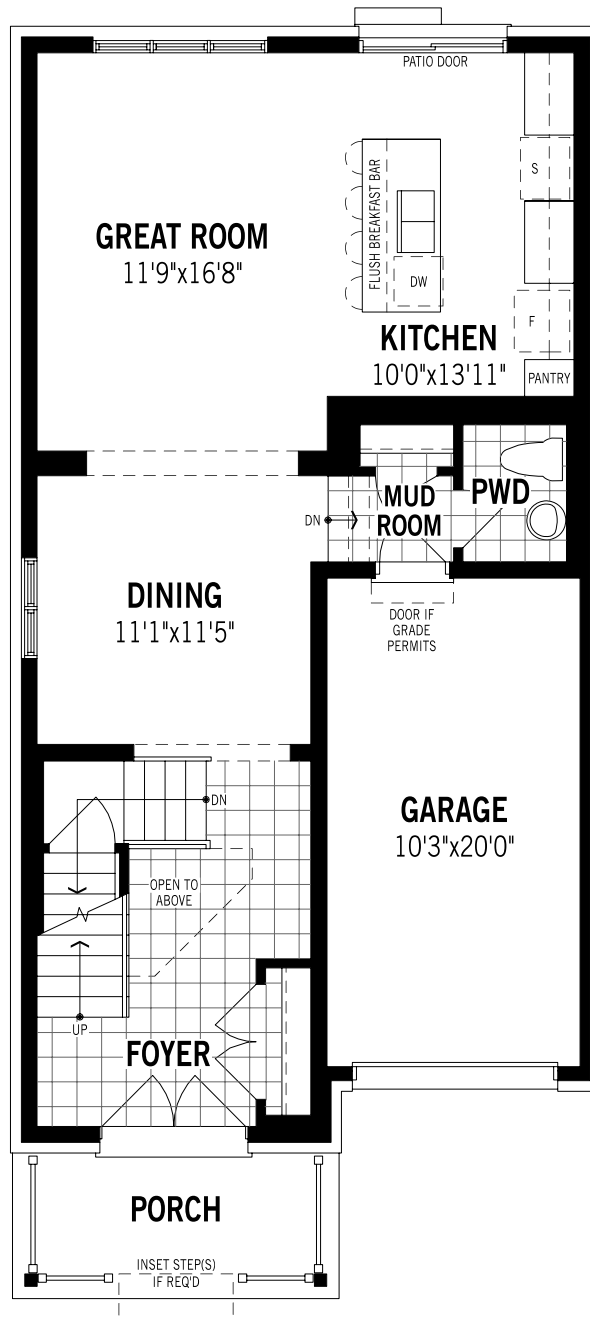 PATIO DOOR
FLUSH BREAKFAST BAR
S
GREAT ROOM
11'9"x16'8"
DW
F
KITCHEN
10'0"x13'11"
PANTRY
MUD
ROOM
PWD
DN
DINING
11'1"x11'5"
DOOR IF
GRADE
PERMITS
DN
GARAGE
10'3"x20'0"
OPEN TO
ABOVE
UP
FOYER
PORCH
INSET STEP(S)
IF REQ'D